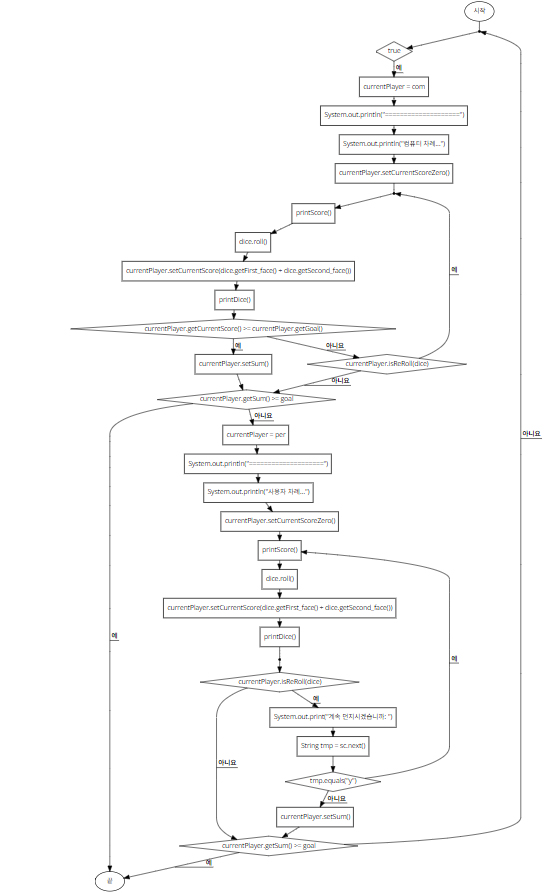 시작
true
예
currentPlayer = com
System.out.println("====================")
System.out.println("컴퓨터 차례...")
currentPlayer.setCurrentScoreZero()
printScore()
dice.roll()
currentPlayer.setCurrentScore(dice.getFirst_face() + dice.getSecond_face())
예
printDice()
currentPlayer.getCurrentScore() >= currentPlayer.getGoal()
예
아니요
currentPlayer.setSum()
currentPlayer.isReRoll(dice)
아니요
currentPlayer.getSum() >= goal
아니요
currentPlayer = per
아니요
System.out.println("====================")
System.out.println("사용자 차례...")
currentPlayer.setCurrentScoreZero()
printScore()
dice.roll()
currentPlayer.setCurrentScore(dice.getFirst_face() + dice.getSecond_face())
예
printDice()
예
currentPlayer.isReRoll(dice)
예
System.out.print("계속 던지시겠습니까: ")
String tmp = sc.next()
아니요
tmp.equals("y")
아니요
currentPlayer.setSum()
currentPlayer.getSum() >= goal
예
끝